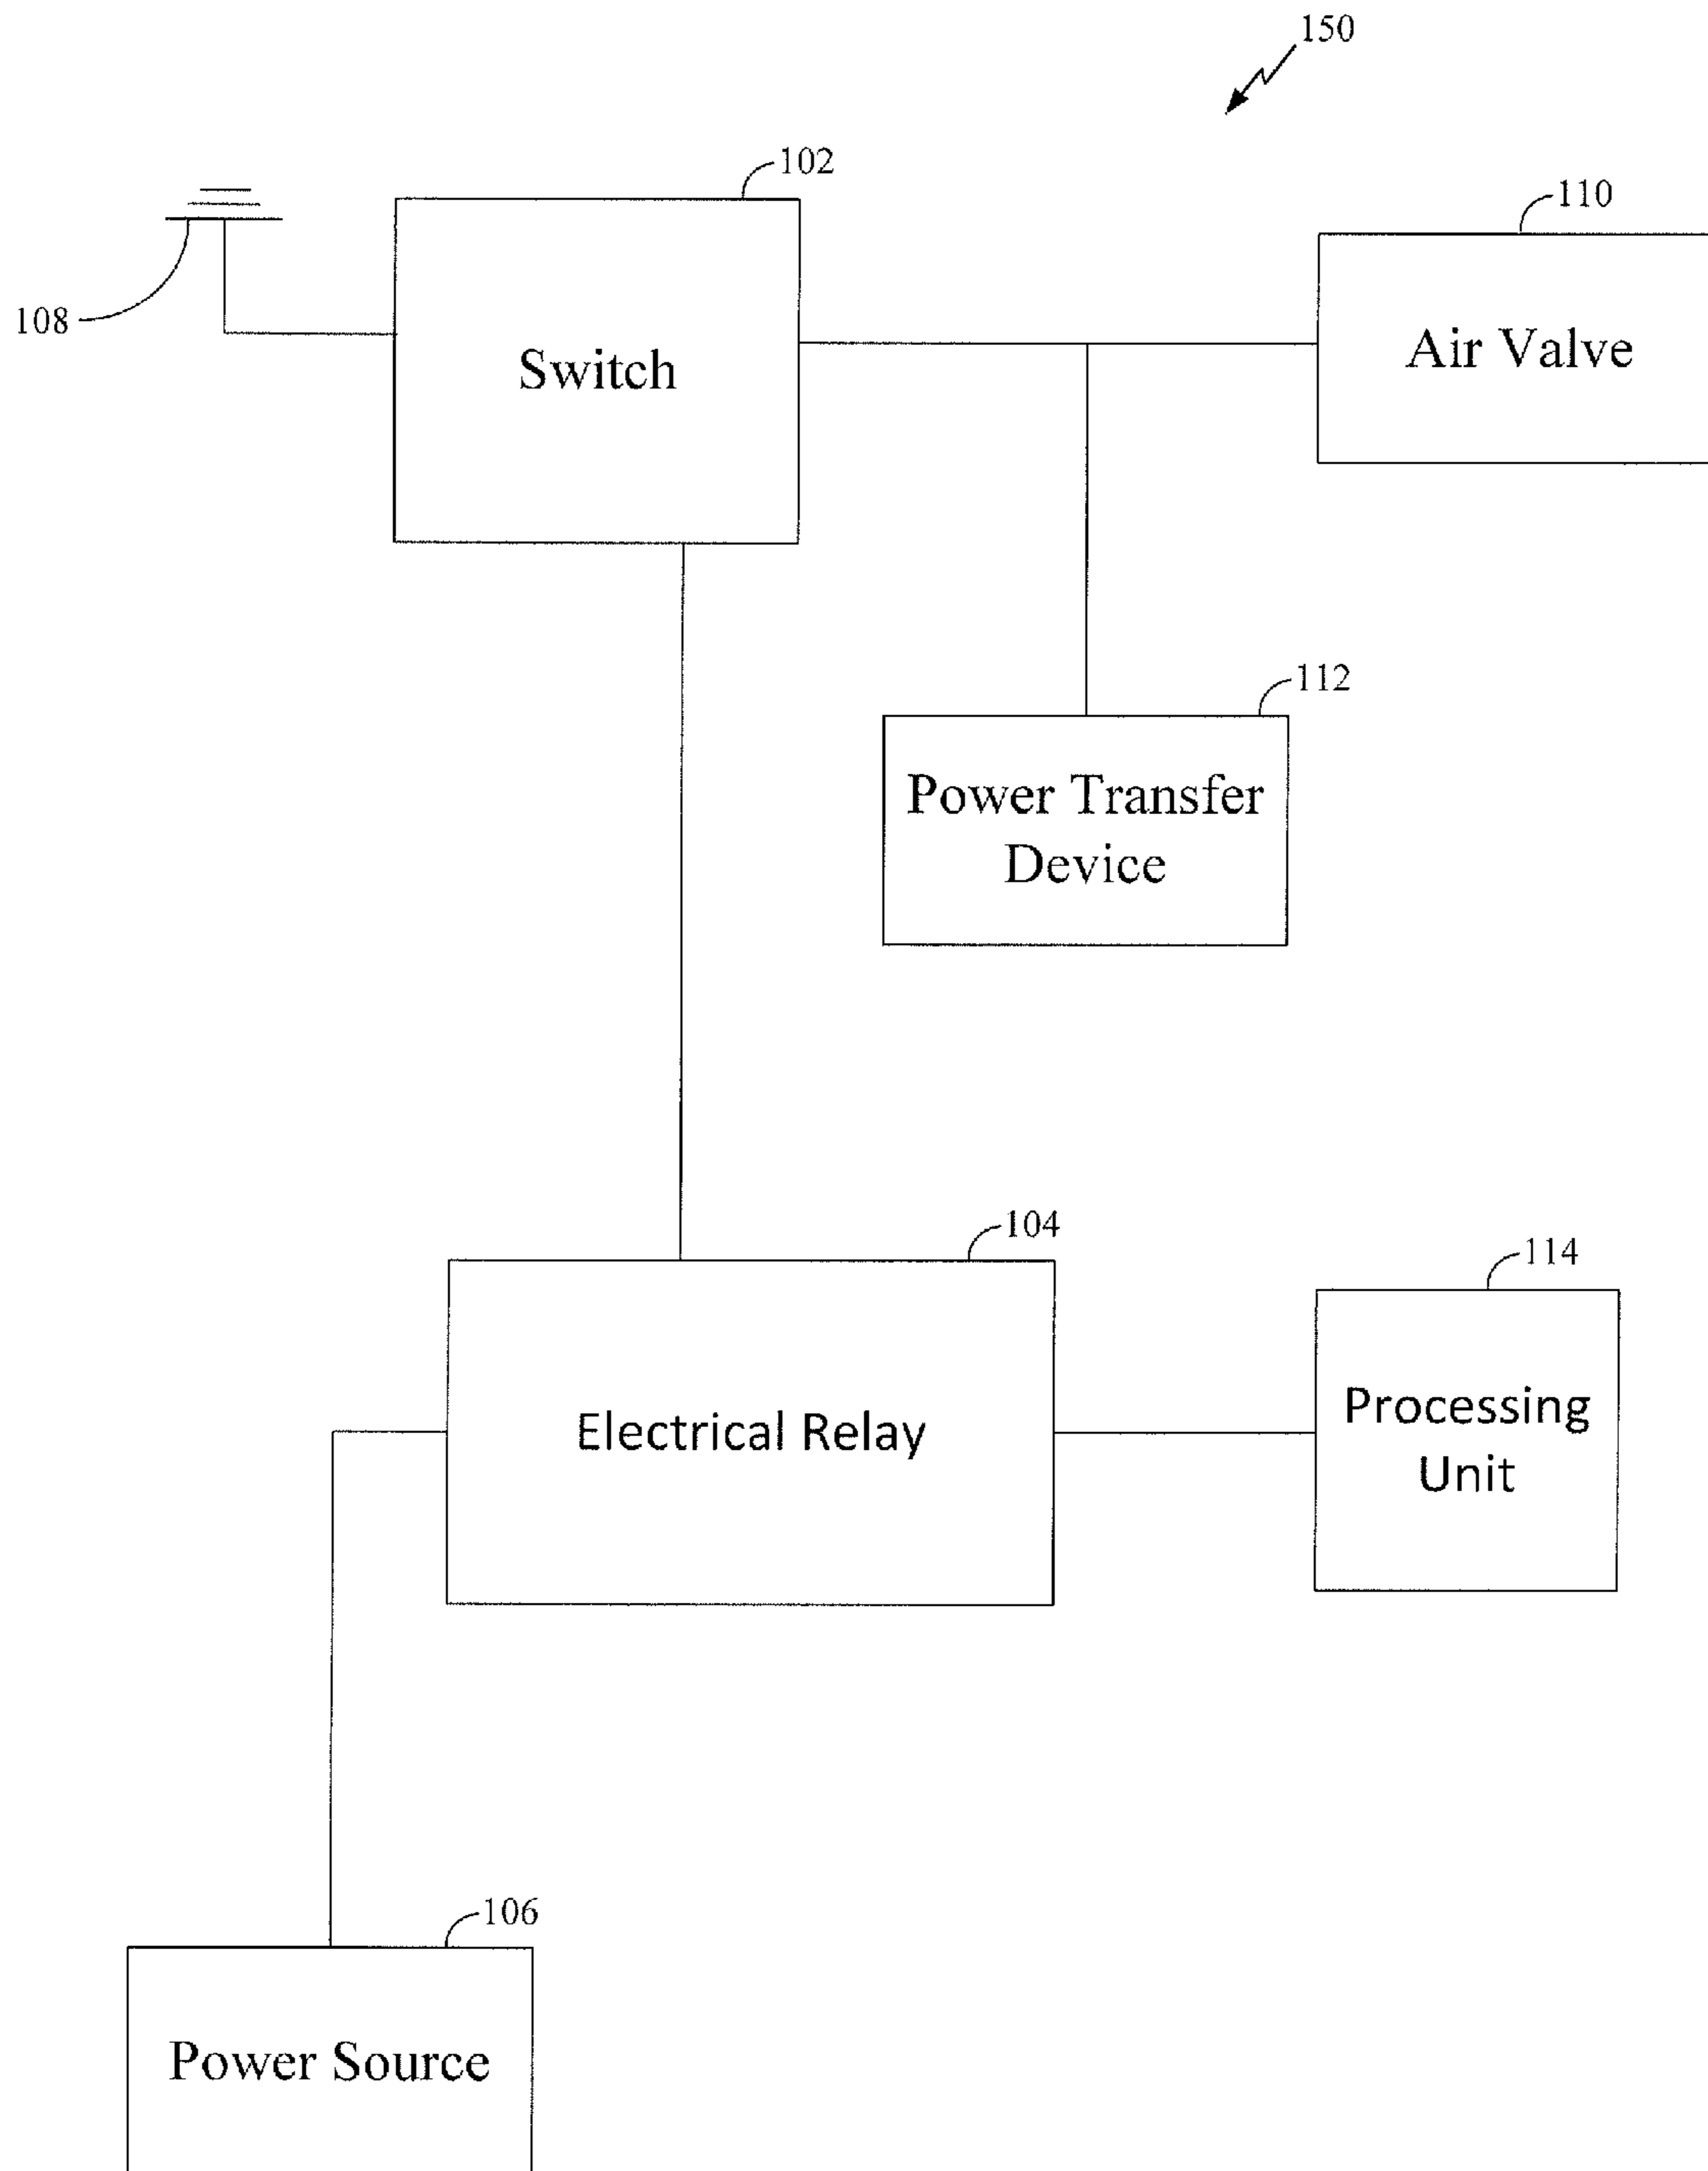 150
102
110
108
Switch
Air Valve
112
Power Transfer
Device
104
114
Electrical Relay
Processing
Unit
106
Power Source